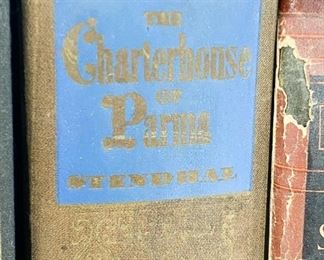 THE
Charterhouse
OF
Parma
STENDHAL
S